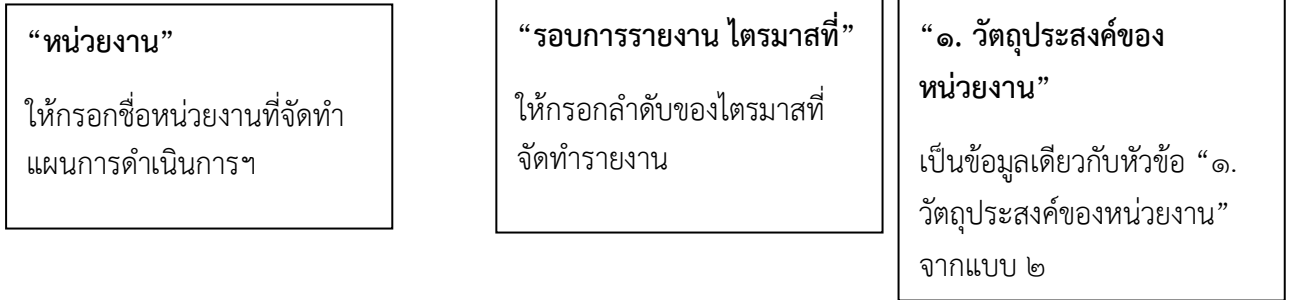 “หน่วยงาน”
ให้กรอกชื่อหน่วยงานที่จัดทำ
แผนการดำเนินการฯ
“รอบการรายงาน ไตรมาสที่”
ให้กรอกลำดับของไตรมาสที่
จัดทำรายงาน
“๑. วัตถุประสงค์ของ
หน่วยงาน”
เป็นข้อมูลเดียวกับหัวข้อ “๑.
วัตถุประสงค์ของหน่วยงาน”
จากแบบ ๒